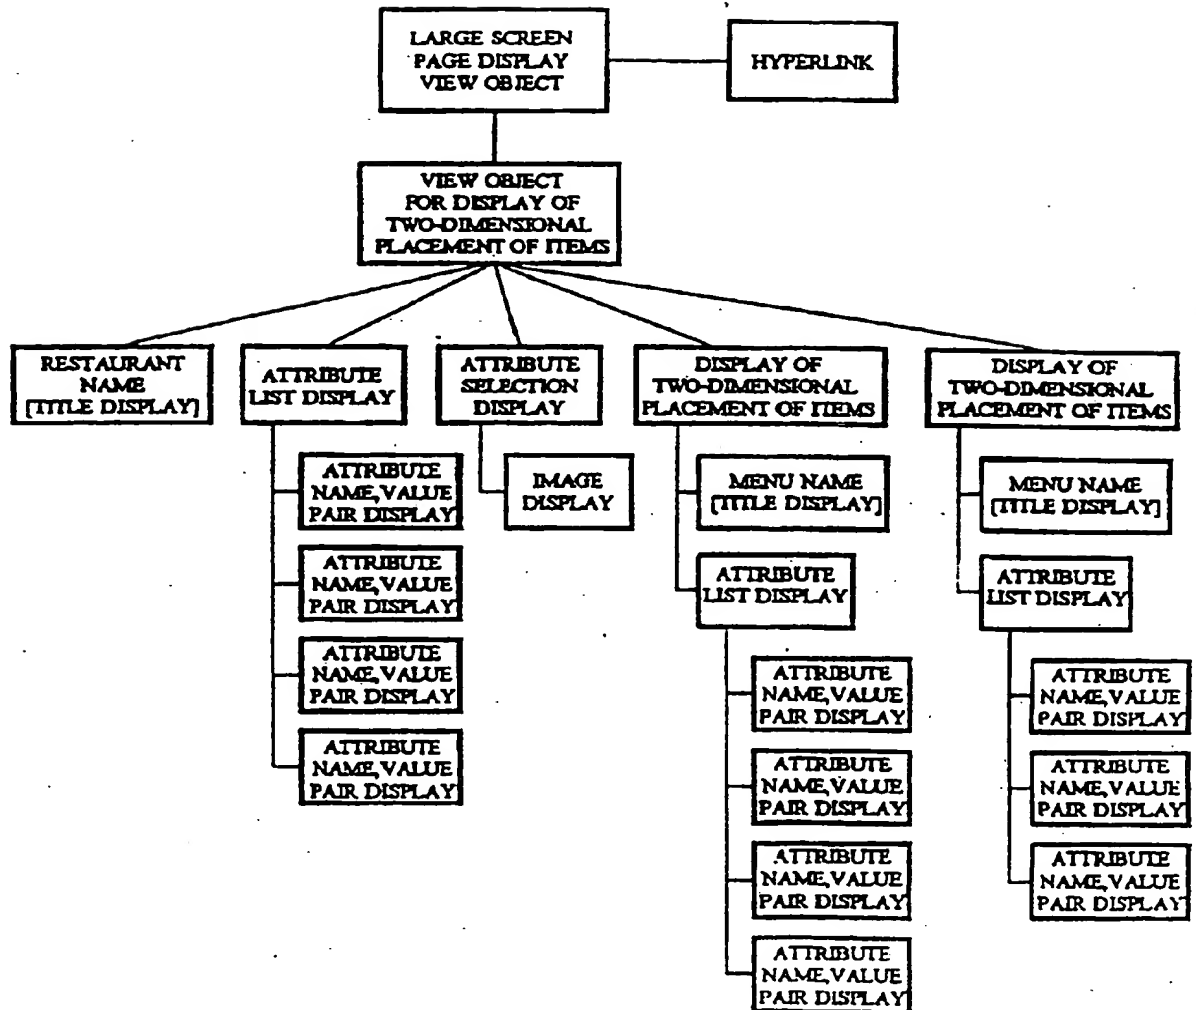 LARGE SCREEN
PAGE DISPLAY
VIEW OBJECT
HYPERLINK
VIEW OBJECT
FOR DISPLAY OF
TWO-DIMENSIONAL
PLACEMENT OF ITEMS
RESTAURANT
NAME
[TITLE DISPLAY]
ATTRIBUTE
LIST DISPLAY
ATTRIBUTE
SELECTION
DISPLAY
DISPLAY OF
TWO-DIMENSIONAL
PLACEMENT OF ITEMS
DISPLAY OF
TWO-DIMENSIONAL
PLACEMENT OF ITEMS
ATTRIBUTE
NAME,VALUE
PAIR DISPLAY
ATTRIBUTE
NAME,VALUE
PAIR DISPLAY
ATTRIBUTE
NAME,VALUE
PAIR DISPLAY
ATTRIBUTE
NAME,VALUE
PAIR DISPLAY
IMAGE
DISPLAY
MENU NAME
[TITLE DISPLAY]
ATTRIBUTE
LIST DISPLAY
ATTRIBUTE
NAME,VALUE
PAIR DISPLAY
ATTRIBUTE
NAME,VALUE
PAIR DISPLAY
ATTRIBUTE
NAME,VALUE
PAIR DISPLAY
ATTRIBUTE
NAME,VALUE
PAIR DISPLAY
MENU NAME
[TITLE DISPLAY]
ATTRIBUTE
LIST DISPLAY
ATTRIBUTE
NAME,VALUE
PAIR DISPLAY
ATTRIBUTE
NAME,VALUE
PAIR DISPLAY
ATTRIBUTE
NAME,VALUE
PAIR DISPLAY